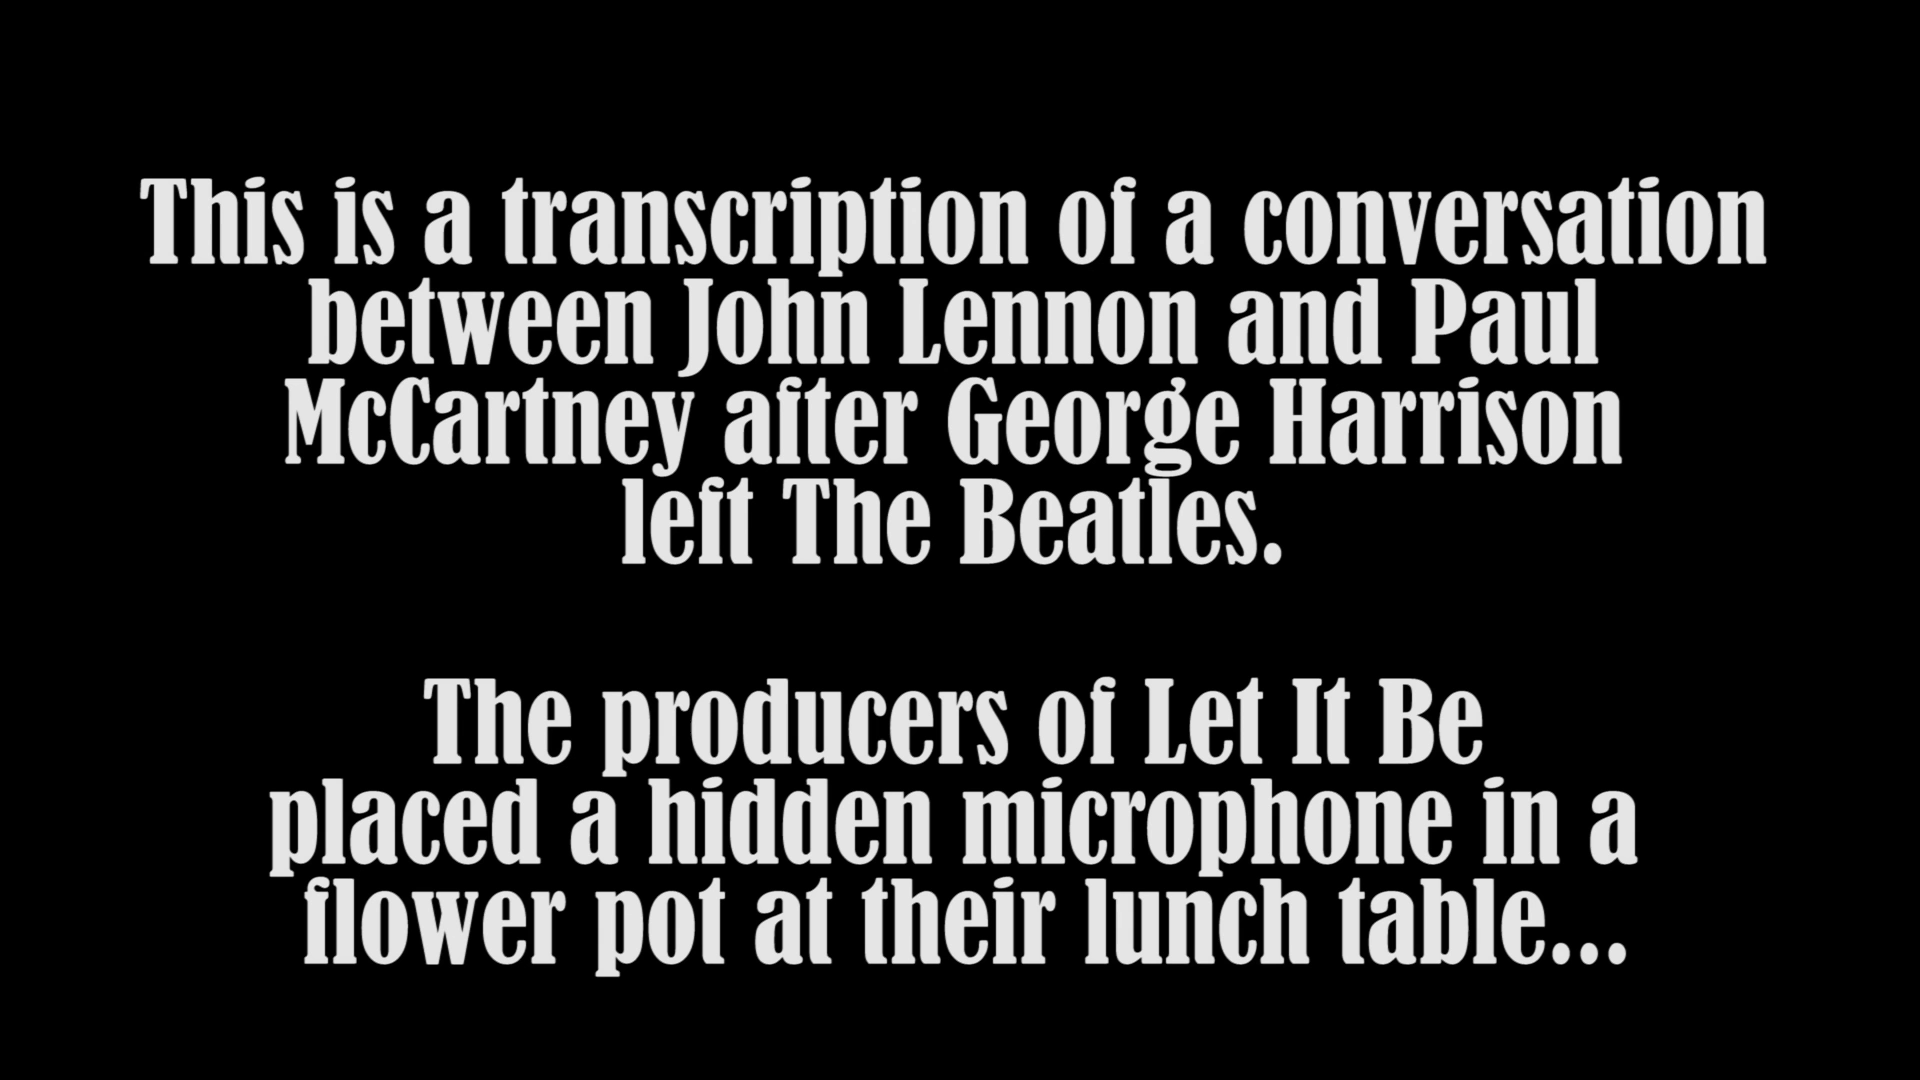 This is a transcription of a conversation
between John Lennon and Paul
McCartney after George Harrison
left The Beatles.
The producers of Let It Be
placed a hidden microphone in a
flower pot at their lunch table...